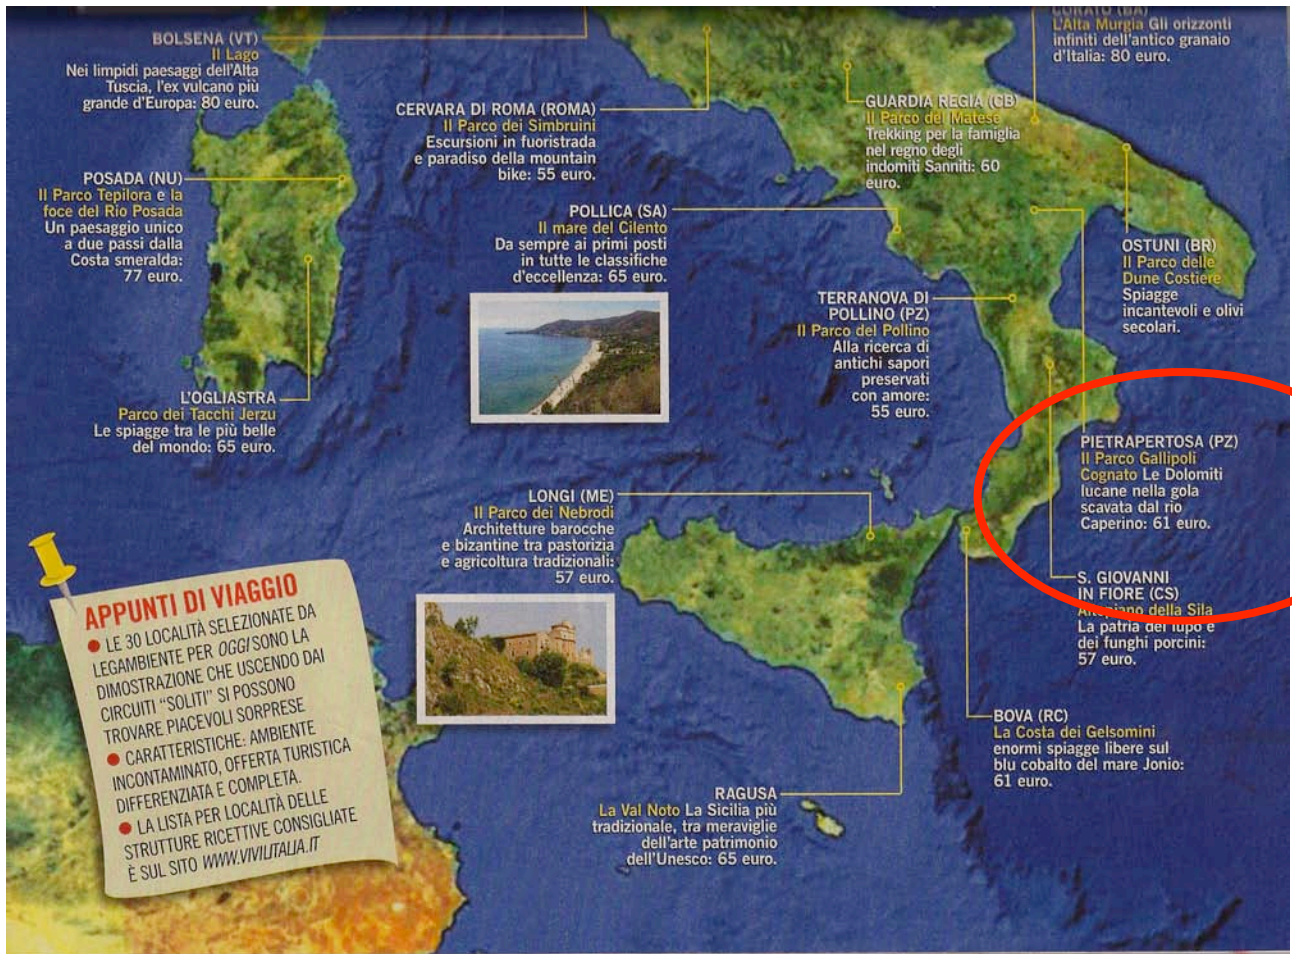 BOLSENA (VT)
Il Lago
Nei limpidi paesaggi dell'Alta
Tuscia, l'ex vulcano più
grande d'Europa: 80 euro.
CORATO (BA)
L'Alta Murgia Gli orizzonti
infiniti dell'antico granaio
d'Italia: 80 euro.
CERVARA DI ROMA (ROMA)
Il Parco dei Simbruini
Escursioni in fuoristrada
e paradiso della mountain
bike: 55 euro.
GUARDIA REGIA (CB)
Il Parco del Matese
Trekking per la famiglia
nel regno degli
indomiti Sanniti: 60
euro.
POSADA (NU)
Il Parco Tepilora e la
foce del Rio Posada
Un paesaggio unico
a due passi dalla
Costa smeralda:
77 euro.
POLLICA (SA)
Il mare del Cilento
Da sempre ai primi posti
in tutte le classifiche
d'eccellenza: 65 euro.
OSTUNI (BR)
Il Parco delle
Dune Costiere
Spiagge
incantevoli e olivi
secolari.
TERRANOVA DI
POLLINO (PZ)
Il Parco del Pollino
Alla ricerca di
antichi sapori
preservati
con amore:
55 euro.
L'OGLIASTRA
Parco dei Tacchi Jerzu
Le spiagge tra le più belle
del mondo: 65 euro.
PIETRAPERTOSA (PZ)
Il Parco Gallipoli
Cognato Le Dolomiti
lucane nella gola
scavata dal rio
Caperino: 61 euro.
LONGI (ME)
Il Parco dei Nebrodi
Architetture barocche
e bizantine tra pastorizia
e agricoltura tradizionali:
57 euro.
S. GIOVANNI
IN FIORE (CS)
Altopiano della Sila
La patria del lupo e
dei funghi porcini:
57 euro.
APPUNTI DI VIAGGIO
● LE 30 LOCALITÀ SELEZIONATE DA
LEGAMBIENTE PER OGGI SONO LA
DIMOSTRAZIONE CHE USCENDO DAI
CIRCUITI "SOLITI" SI POSSONO
TROVARE PIACEVOLI SORPRESE
● CARATTERISTICHE: AMBIENTE
INCONTAMINATO, OFFERTA TURISTICA
DIFFERENZIATA E COMPLETA.
● LA LISTA PER LOCALITÀ DELLE
STRUTTURE RICETTIVE CONSIGLIATE
È SUL SITO WWW.VIVILITALIA.IT
BOVA (RC)
La Costa dei Gelsomini
enormi spiagge libere sul
blu cobalto del mare Jonio:
61 euro.
RAGUSA
La Val Noto La Sicilia più
tradizionale, tra meraviglie
dell'arte patrimonio
dell'Unesco: 65 euro.